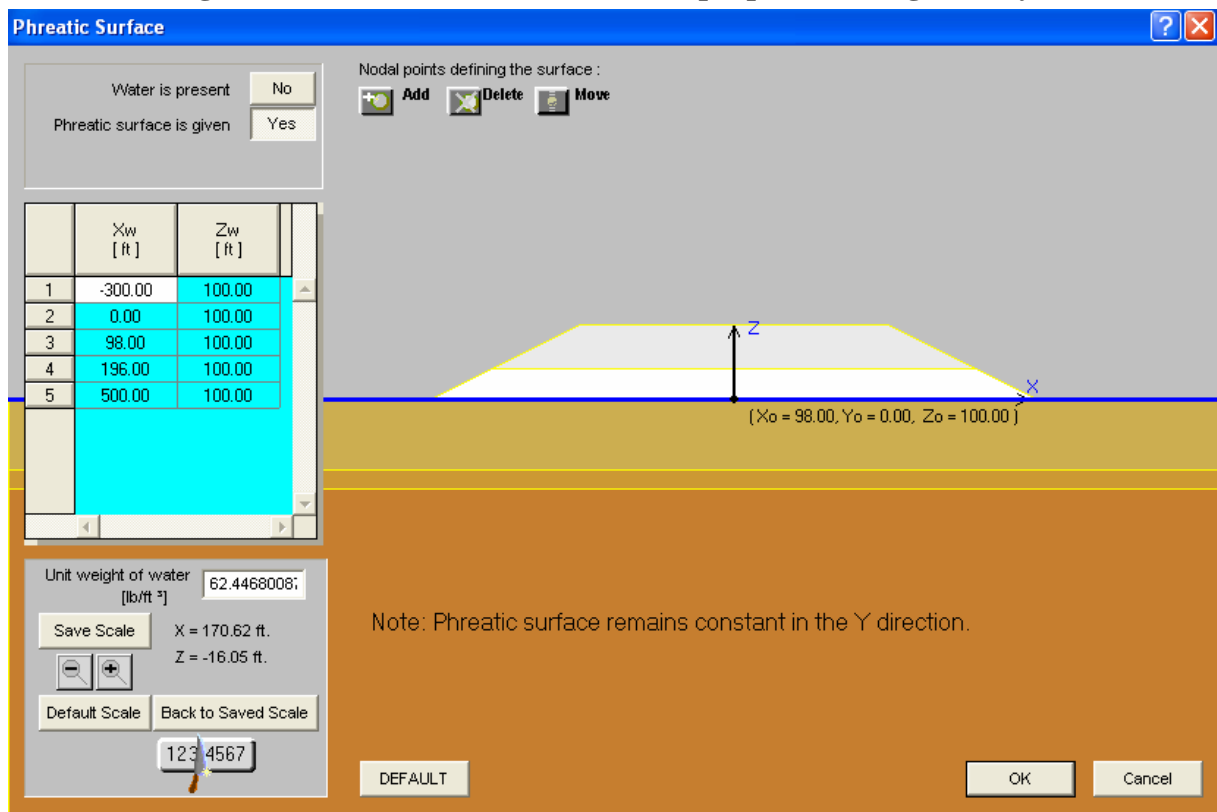 Phreatic Surface
Water is present No
Phreatic surface is given Yes
Nodal points defining the surface :
Add Delete Move
Xw [ ft ] Zw [ ft ]
1 -300.00 100.00
2 0.00 100.00
3 98.00 100.00
4 196.00 100.00
5 500.00 100.00
Z
X
( Xo = 98.00, Yo = 0.00, Zo = 100.00 )
Unit weight of water [lb/ft ³] 62.4468008
Save Scale
X = 170.62 ft.
Z = -16.05 ft.
Default Scale Back to Saved Scale
1234567
Note: Phreatic surface remains constant in the Y direction.
DEFAULT
OK Cancel